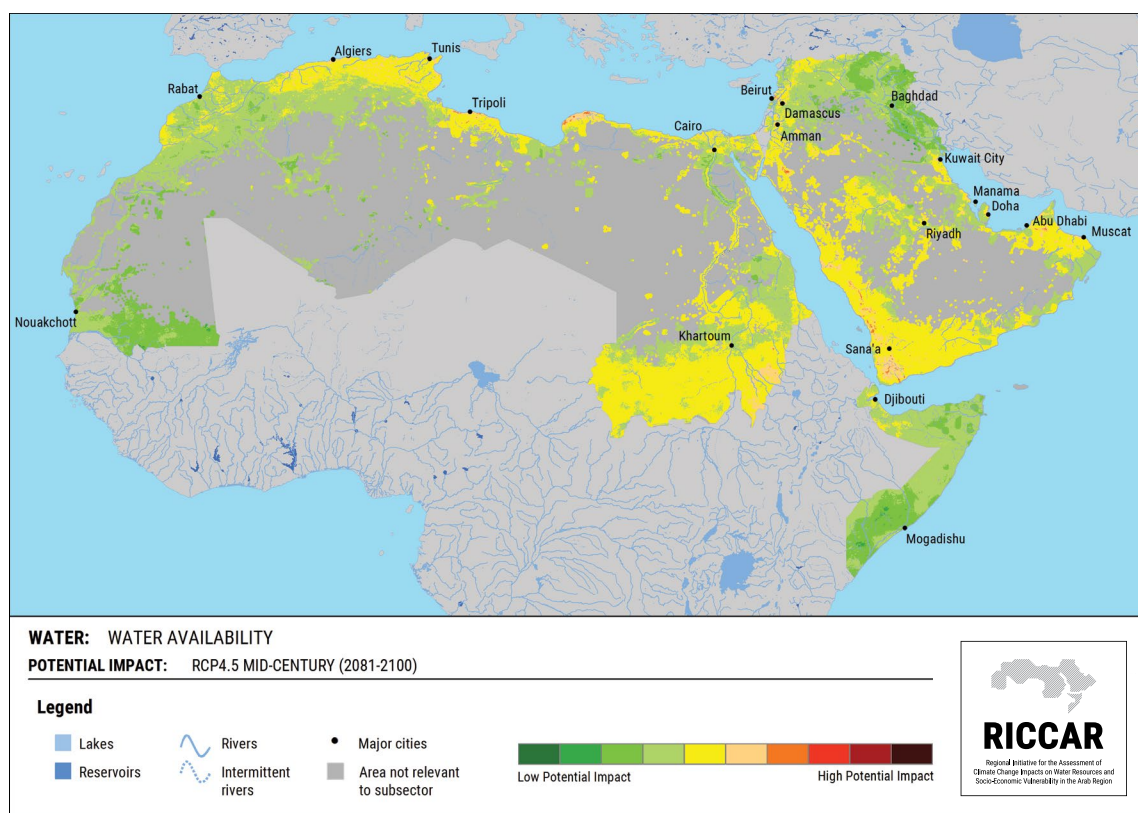 Algiers
Tunis
Rabat
Tripoli
Beirut
Damascus
Baghdad
Cairo
Amman
Kuwait City
Manama
Doha
Abu Dhabi
Muscat
Riyadh
Nouakchott
Khartoum
Sana'a
Djibouti
Mogadishu
WATER: WATER AVAILABILITY
POTENTIAL IMPACT: RCP4.5 MID-CENTURY (2081-2100)
Legend
Lakes
Reservoirs
Rivers
Intermittent
rivers
Major cities
Area not relevant
to subsector
Low Potential Impact
High Potential Impact
RICCAR
Regional Initiative for the Assessment of
Climate Change Impacts on Water Resources and
Socio-Economic Vulnerability in the Arab Region